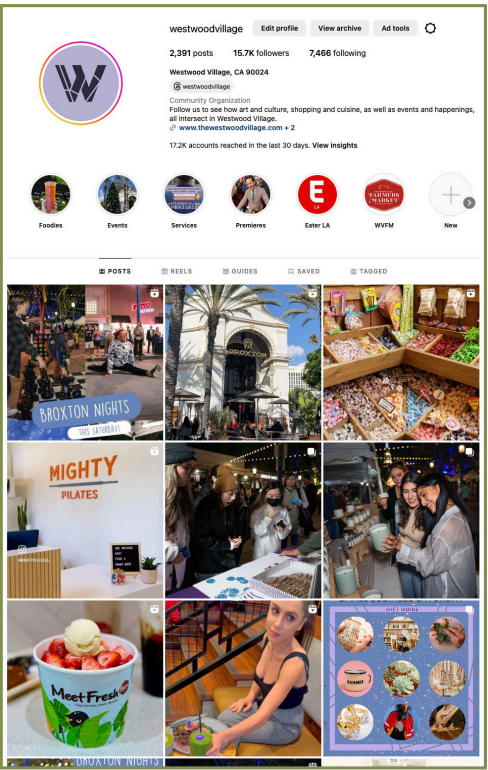 westwoodvillage Edit profile View archive Ad tools
2,391 posts 15.7K followers 7,466 following
Westwood Village, CA 90024
westwoodvillage
Community Organization
Follow us to see how art and culture, shopping and cuisine, as well as events and happenings,
all intersect in Westwood Village.
www.thewestwoodvillage.com + 2
17.2K accounts reached in the last 30 days. View insights
W
E
LA
FARMERS
MARKET
Foodies Events Services Premieres Eater LA WVFM New
POSTS REELS GUIDES SAVED TAGGED
BROXTON NIGHTS
THIS SATURDAY!
BROXTON
MIGHTY
PILATES
Meet Fresh
GIFT GUIDE
SAMMIE
BROXTON NIGHTS